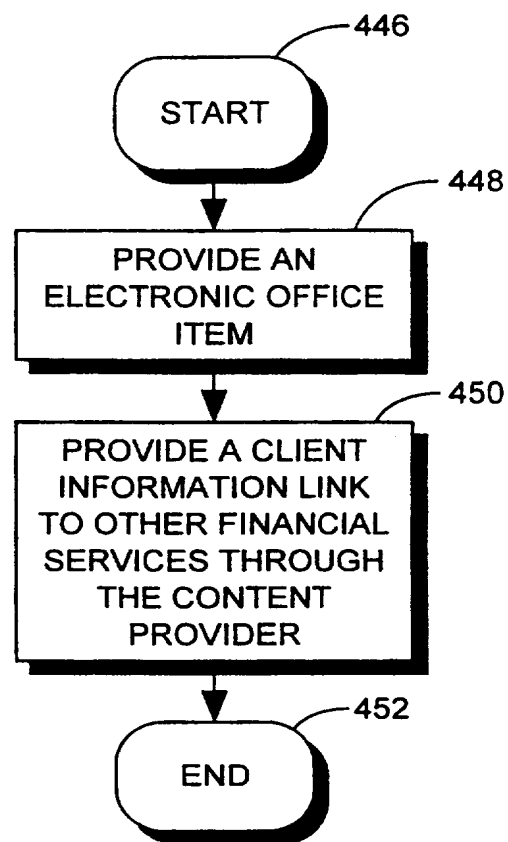 446
START
448
PROVIDE AN
ELECTRONIC OFFICE
ITEM
450
PROVIDE A CLIENT
INFORMATION LINK
TO OTHER FINANCIAL
SERVICES THROUGH
THE CONTENT
PROVIDER
452
END